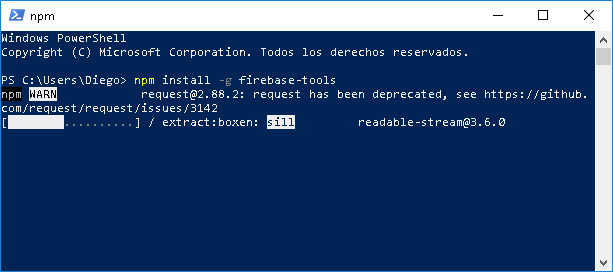 npm
Windows PowerShell
Copyright (C) Microsoft Corporation. Todos los derechos reservados.
PS C:\Users\Diego> npm install -g firebase-tools
npm WARN request@2.88.2: request has been deprecated, see https://github.
com/request/request/issues/3142
[ ..........] / extract:boxen: sill readable-stream@3.6.0